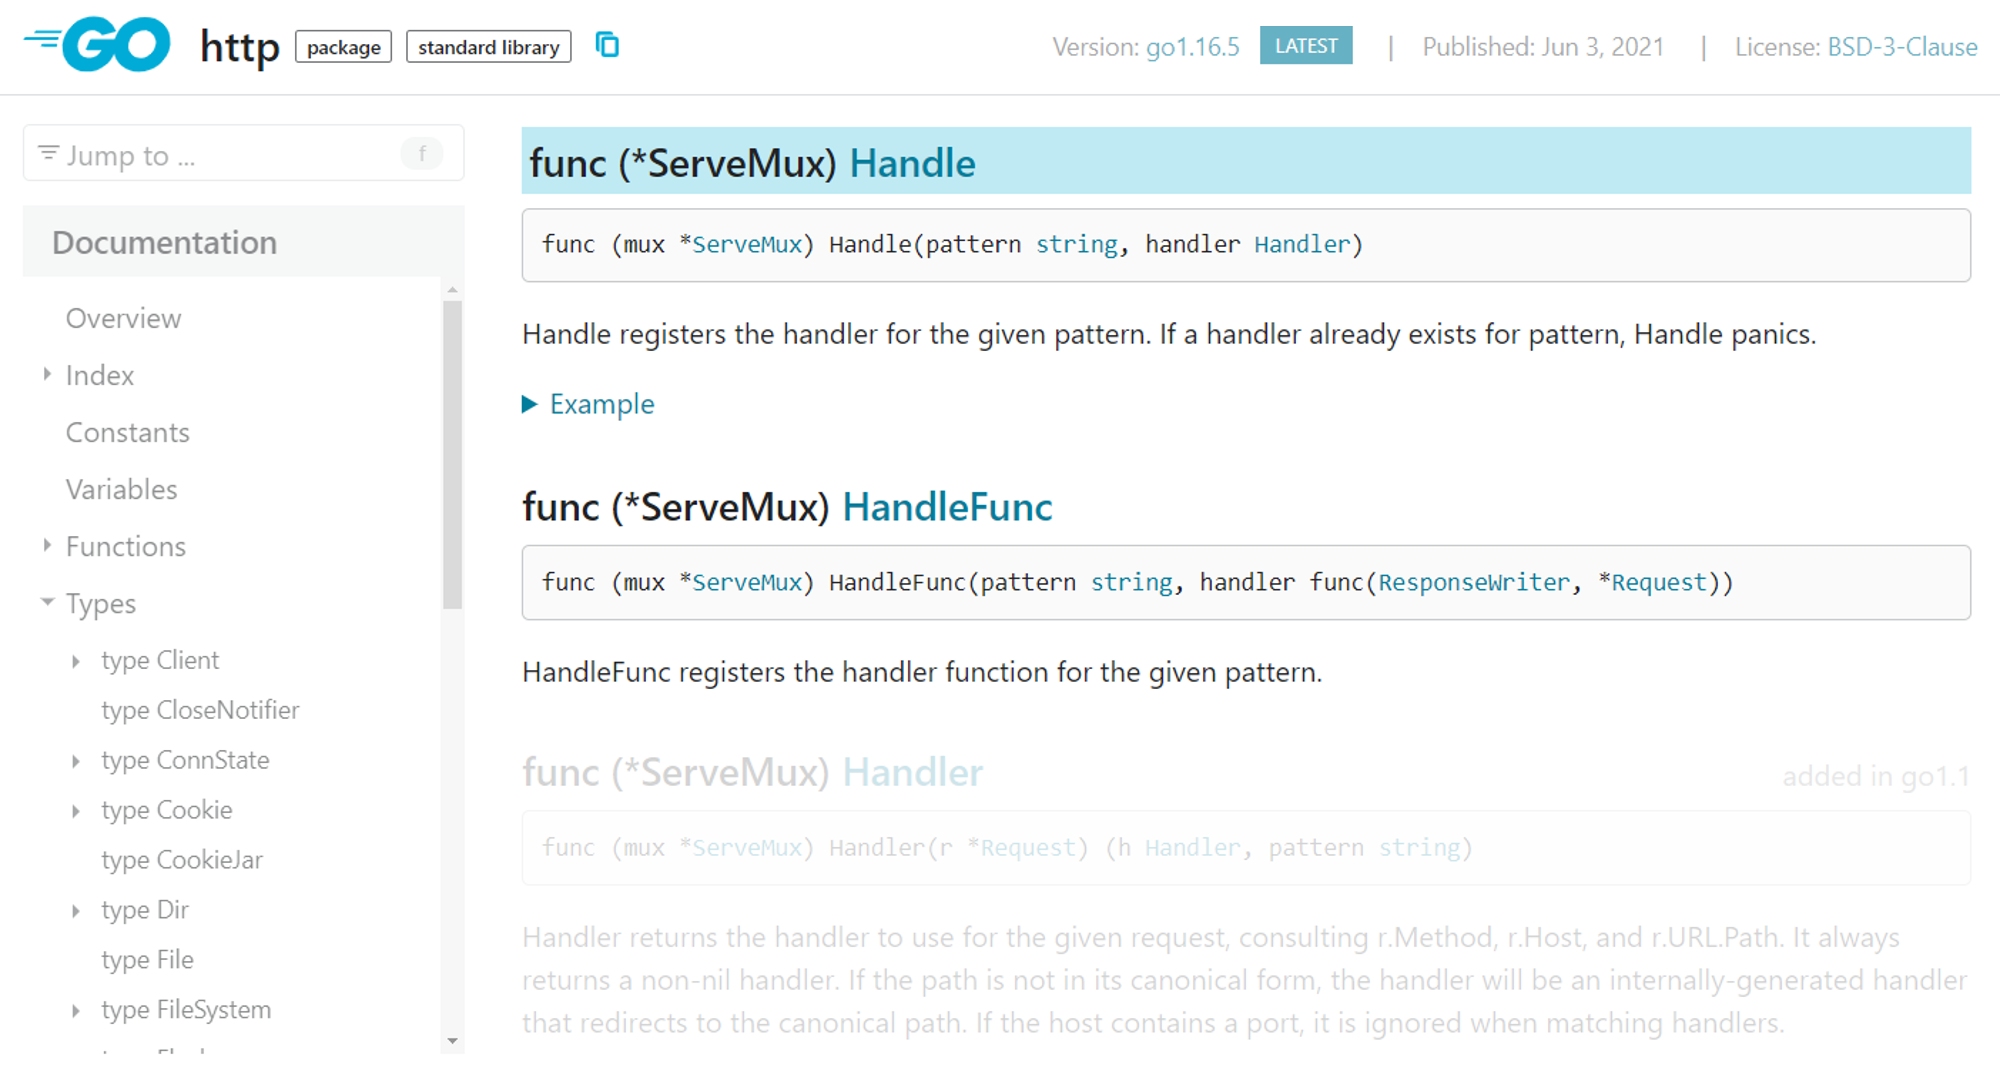 GO http package standard library Version: go1.16.5 LATEST | Published: Jun 3, 2021 | License: BSD-3-Clause
Jump to ... f
Documentation
Overview
Index
Constants
Variables
Functions
Types
type Client
type CloseNotifier
type ConnState
type Cookie
type CookieJar
type Dir
type File
type FileSystem
func (*ServeMux) Handle
func (mux *ServeMux) Handle(pattern string, handler Handler)
Handle registers the handler for the given pattern. If a handler already exists for pattern, Handle panics.
Example
func (*ServeMux) HandleFunc
func (mux *ServeMux) HandleFunc(pattern string, handler func(ResponseWriter, *Request))
HandleFunc registers the handler function for the given pattern.
func (*ServeMux) Handler added in go1.1
func (mux *ServeMux) Handler(r *Request) (h Handler, pattern string)
Handler returns the handler to use for the given request, consulting r.Method, r.Host, and r.URL.Path. It always
returns a non-nil handler. If the path is not in its canonical form, the handler will be an internally-generated handler
that redirects to the canonical path. If the host contains a port, it is ignored when matching handlers.